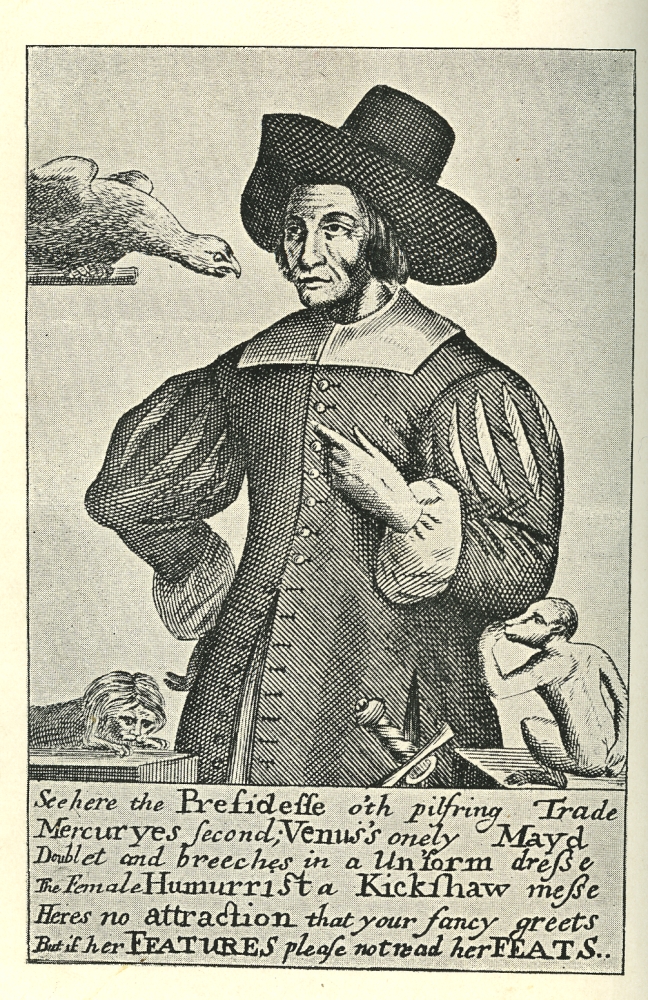 See here the Presidesse o'th pilfring Trade
Mercuryes second, Venus's onely Mayd
Doublet and breeches in a Un'form dresse
The Female Humurrist a Kickshaw messe
Heres no attraction that your fancy greets
But if her FEATURES please not read her FEATS..